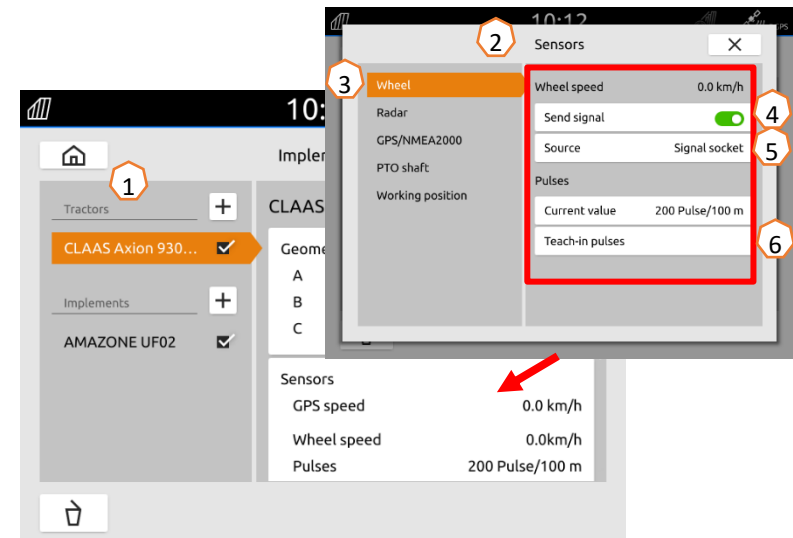 10:12
GPS
2
Sensors
3
Wheel
Radar
GPS/NMEA2000
PTO shaft
Working position
Wheel speed 0.0 km/h
Send signal
4
Source Signal socket
5
Pulses
Current value 200 Pulse/100 m
Teach-in pulses
6
10:
Implem
1
Tractors
CLAAS
CLAAS Axion 930...
Geome
A
B
C
Implements
AMAZONE UF02
Sensors
GPS speed 0.0 km/h
Wheel speed 0.0km/h
Pulses 200 Pulse/100 m